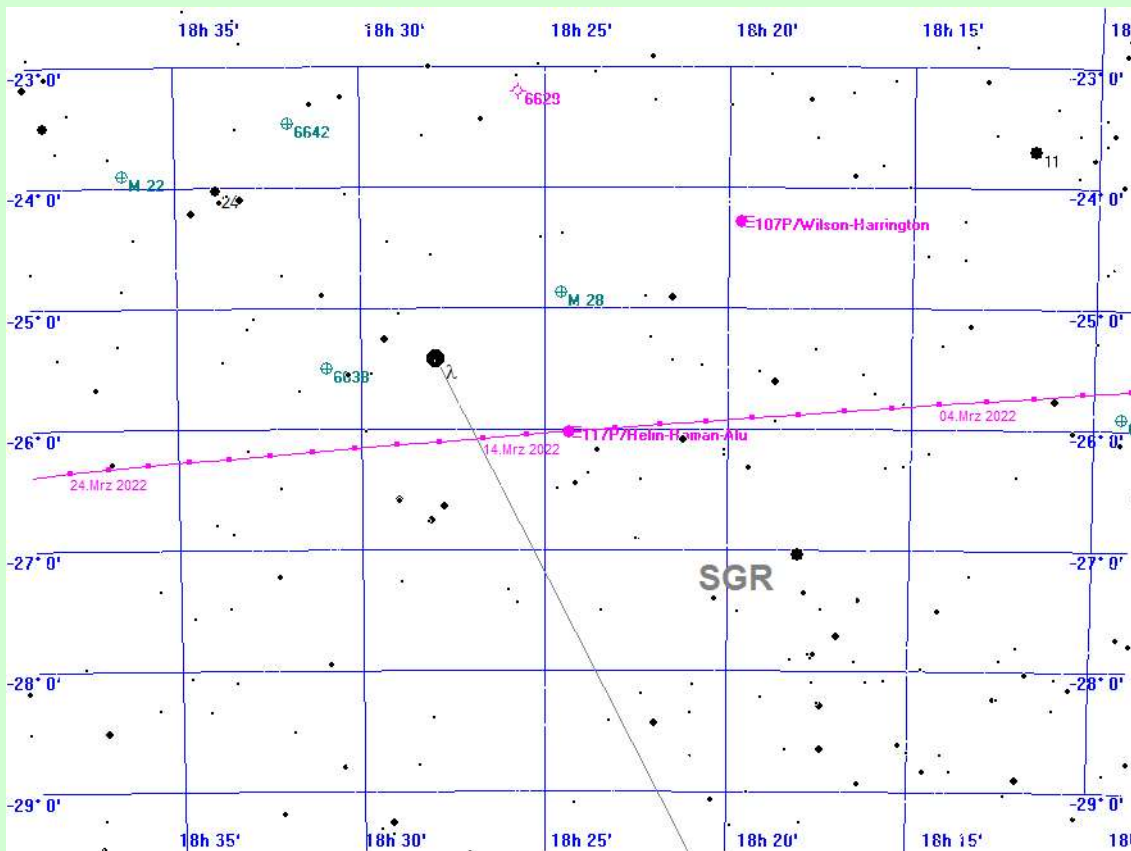 18h 35' 18h 30' 18h 25' 18h 20' 18h 15' 18
-23° 0' -23° 0'
6629
6642
11
M 22
24
-24° 0' -24° 0'
107P/Wilson-Harrington
M 28
-25° 0' -25° 0'
λ
6638
04.Mrz 2022
-26° 0' 117P/Helin-Roman-Alu -26° 0'
14.Mrz 2022
24.Mrz 2022
-27° 0' -27° 0'
SGR
-28° 0' -28° 0'
-29° 0' -29° 0'
18h 35' 18h 30' 18h 25' 18h 20' 18h 15' 18